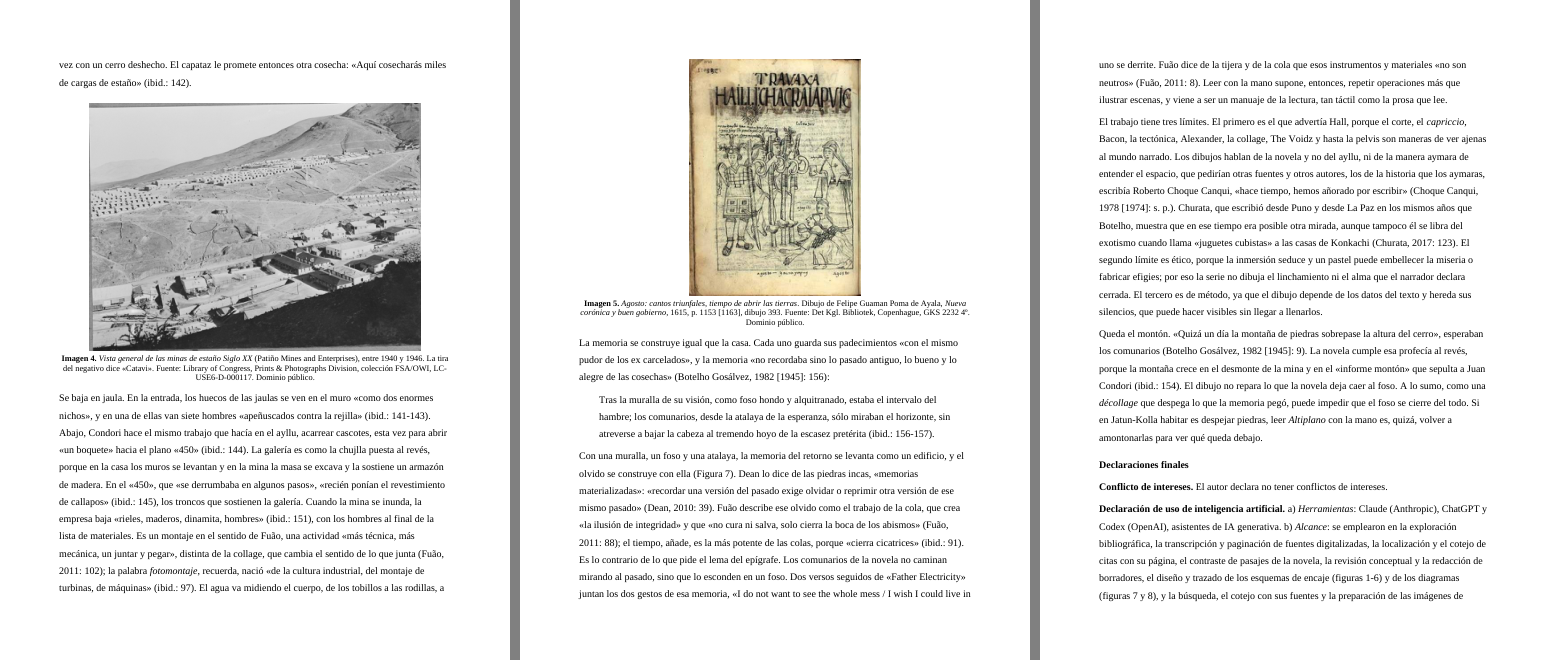 vez con un cerro deshecho. El capataz le promete entonces otra cosecha: «Aquí cosecharás miles
de cargas de estaño» (ibid.: 142).
Imagen 4. Vista general de las minas de estaño Siglo XX (Patiño Mines and Enterprises), entre 1940 y 1946. La tira
del negativo dice «Catavi». Fuente: Library of Congress, Prints & Photographs Division, colección FSA/OWI, LC-
USE6-D-000117. Dominio público.
Se baja en jaula. En la entrada, los huecos de las jaulas se ven en el muro «como dos enormes
nichos», y en una de ellas van siete hombres «apeñuscados contra la rejilla» (ibid.: 141-143).
Abajo, Condori hace el mismo trabajo que hacía en el ayllu, acarrear cascotes, esta vez para abrir
«un boquete» hacia el plano «450» (ibid.: 144). La galería es como la chujlla puesta al revés,
porque en la casa los muros se levantan y en la mina la masa se excava y la sostiene un armazón
de madera. En el «450», que «se derrumbaba en algunos pasos», «recién ponían el revestimiento
de callapos» (ibid.: 145), los troncos que sostienen la galería. Cuando la mina se inunda, la
empresa baja «rieles, maderos, dinamita, hombres» (ibid.: 151), con los hombres al final de la
lista de materiales. Es un montaje en el sentido de Fuão, una actividad «más técnica, más
mecánica, un juntar y pegar», distinta de la collage, que cambia el sentido de lo que junta (Fuão,
2011: 102); la palabra fotomontaje, recuerda, nació «de la cultura industrial, del montaje de
turbinas, de máquinas» (ibid.: 97). El agua va midiendo el cuerpo, de los tobillos a las rodillas, a
TRAVAXA
HAILLICHACRAIAPVIC
Imagen 5. Agosto: cantos triunfales, tiempo de abrir las tierras. Dibujo de Felipe Guaman Poma de Ayala, Nueva
corónica y buen gobierno, 1615, p. 1153 [1163], dibujo 393. Fuente: Det Kgl. Bibliotek, Copenhague, GKS 2232 4º.
Dominio público.
La memoria se construye igual que la casa. Cada uno guarda sus padecimientos «con el mismo
pudor de los ex carcelados», y la memoria «no recordaba sino lo pasado antiguo, lo bueno y lo
alegre de las cosechas» (Botelho Gosálvez, 1982 [1945]: 156):
Tras la muralla de su visión, como foso hondo y alquitranado, estaba el intervalo del
hambre; los comunarios, desde la atalaya de la esperanza, sólo miraban el horizonte, sin
atreverse a bajar la cabeza al tremendo hoyo de la escasez pretérita (ibid.: 156-157).
Con una muralla, un foso y una atalaya, la memoria del retorno se levanta como un edificio, y el
olvido se construye con ella (Figura 7). Dean lo dice de las piedras incas, «memorias
materializadas»: «recordar una versión del pasado exige olvidar o reprimir otra versión de ese
mismo pasado» (Dean, 2010: 39). Fuão describe ese olvido como el trabajo de la cola, que crea
«la ilusión de integridad» y que «no cura ni salva, solo cierra la boca de los abismos» (Fuão,
2011: 88); el tiempo, añade, es la más potente de las colas, porque «cierra cicatrices» (ibid.: 91).
Es lo contrario de lo que pide el lema del epígrafe. Los comunarios de la novela no caminan
mirando al pasado, sino que lo esconden en un foso. Dos versos seguidos de «Father Electricity»
juntan los dos gestos de esa memoria, «I do not want to see the whole mess / I wish I could live in
uno se derrite. Fuão dice de la tijera y de la cola que esos instrumentos y materiales «no son
neutros» (Fuão, 2011: 8). Leer con la mano supone, entonces, repetir operaciones más que
ilustrar escenas, y viene a ser un manuaje de la lectura, tan táctil como la prosa que lee.
El trabajo tiene tres límites. El primero es el que advertía Hall, porque el corte, el capriccio,
Bacon, la tectónica, Alexander, la collage, The Voidz y hasta la pelvis son maneras de ver ajenas
al mundo narrado. Los dibujos hablan de la novela y no del ayllu, ni de la manera aymara de
entender el espacio, que pedirían otras fuentes y otros autores, los de la historia que los aymaras,
escribía Roberto Choque Canqui, «hace tiempo, hemos añorado por escribir» (Choque Canqui,
1978 [1974]: s. p.). Churata, que escribió desde Puno y desde La Paz en los mismos años que
Botelho, muestra que en ese tiempo era posible otra mirada, aunque tampoco él se libra del
exotismo cuando llama «juguetes cubistas» a las casas de Konkachi (Churata, 2017: 123). El
segundo límite es ético, porque la inmersión seduce y un pastel puede embellecer la miseria o
fabricar efigies; por eso la serie no dibuja el linchamiento ni el alma que el narrador declara
cerrada. El tercero es de método, ya que el dibujo depende de los datos del texto y hereda sus
silencios, que puede hacer visibles sin llegar a llenarlos.
Queda el montón. «Quizá un día la montaña de piedras sobrepase la altura del cerro», esperaban
los comunarios (Botelho Gosálvez, 1982 [1945]: 9). La novela cumple esa profecía al revés,
porque la montaña crece en el desmonte de la mina y en el «informe montón» que sepulta a Juan
Condori (ibid.: 154). El dibujo no repara lo que la novela deja caer al foso. A lo sumo, como una
décollage que despega lo que la memoria pegó, puede impedir que el foso se cierre del todo. Si
en Jatun-Kolla habitar es despejar piedras, leer Altiplano con la mano es, quizá, volver a
amontonarlas para ver qué queda debajo.
Declaraciones finales
Conflicto de intereses. El autor declara no tener conflictos de intereses.
Declaración de uso de inteligencia artificial. a) Herramientas: Claude (Anthropic), ChatGPT y
Codex (OpenAI), asistentes de IA generativa. b) Alcance: se emplearon en la exploración
bibliográfica, la transcripción y paginación de fuentes digitalizadas, la localización y el cotejo de
citas con su página, el contraste de pasajes de la novela, la revisión conceptual y la redacción de
borradores, el diseño y trazado de los esquemas de encaje (figuras 1-6) y de los diagramas
(figuras 7 y 8), y la búsqueda, el cotejo con sus fuentes y la preparación de las imágenes de